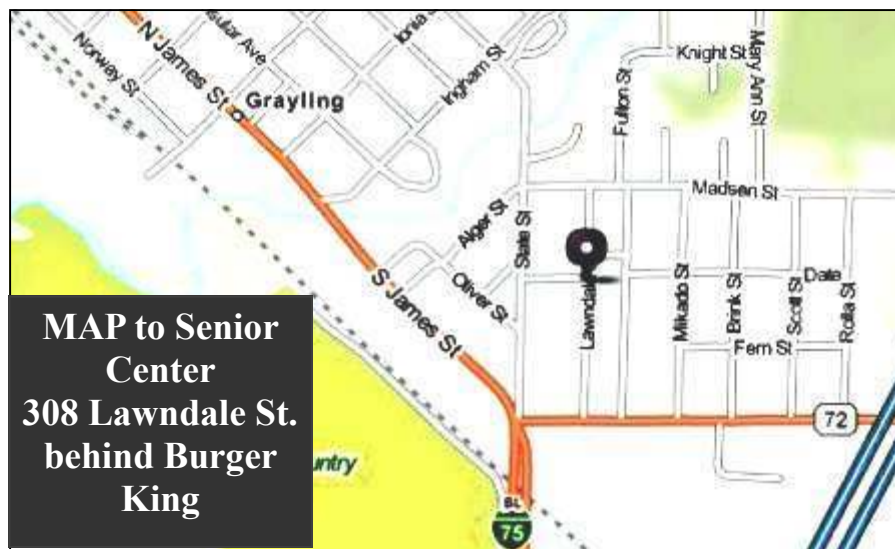 N James St
Norway St
Ionia
Ingham St
Grayling
Knight St
Mary Ann St
Fulton St
Madsen St
Alger St
State St
Oliver St
S James St
Lawndale
Mikado St
Brink St
Scott St
Date
Rolla St
Fern St
72
BL
75
MAP to Senior
Center
308 Lawndale St.
behind Burger
King